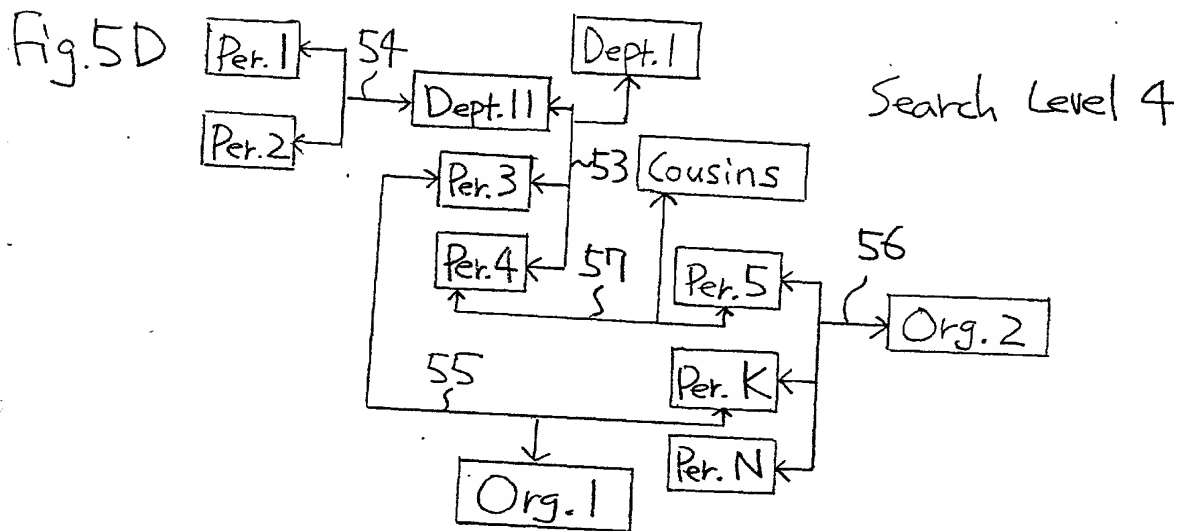 Fig.5D
Per.1
54
Dept.1
Dept.11
Search Level 4
Per.2
Per.3
53
Cousins
Per.4
57
Per.5
56
Org.2
55
Per.K
Per.N
Org.1